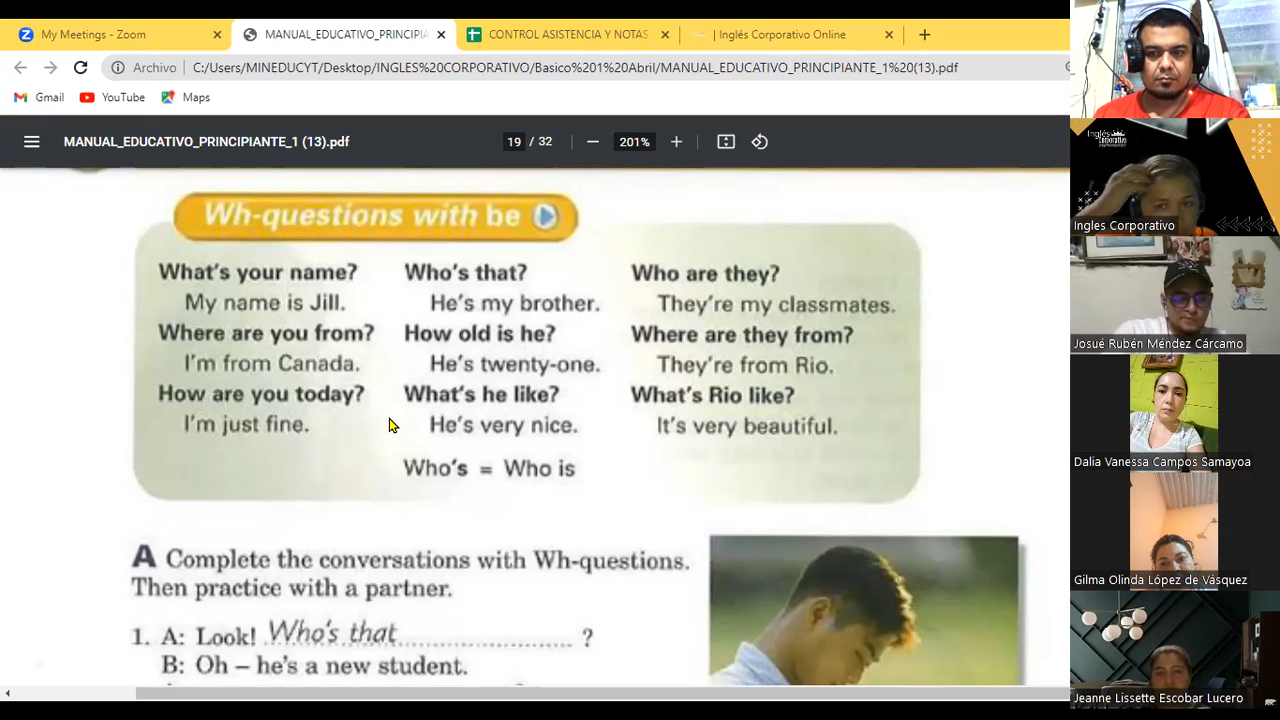 My Meetings - Zoom
MANUAL_EDUCATIVO_PRINCIPIA
CONTROL ASISTENCIA Y NOTAS
| Inglés Corporativo Online
Archivo
C:/Users/MINEDUCYT/Desktop/INGLES%20CORPORATIVO/Basico%201%20Abril/MANUAL_EDUCATIVO_PRINCIPIANTE_1%20(13).pdf
Gmail
YouTube
Maps
MANUAL_EDUCATIVO_PRINCIPIANTE_1 (13).pdf
19 / 32
201%
Wh-questions with be
What's your name?
My name is Jill.
Where are you from?
I'm from Canada.
How are you today?
I'm just fine.
Who's that?
He's my brother.
How old is he?
He's twenty-one.
What's he like?
He's very nice.
Who's = Who is
Who are they?
They're my classmates.
Where are they from?
They're from Rio.
What's Rio like?
It's very beautiful.
A Complete the conversations with Wh-questions.
Then practice with a partner.
1. A: Look! Who's that ?
B: Oh – he's a new student.
Inglés
Corporativo
Ingles Corporativo
Josué Rubén Méndez Cárcamo
Dalia Vanessa Campos Samayoa
Gilma Olinda López de Vásquez
Jeanne Lissette Escobar Lucero